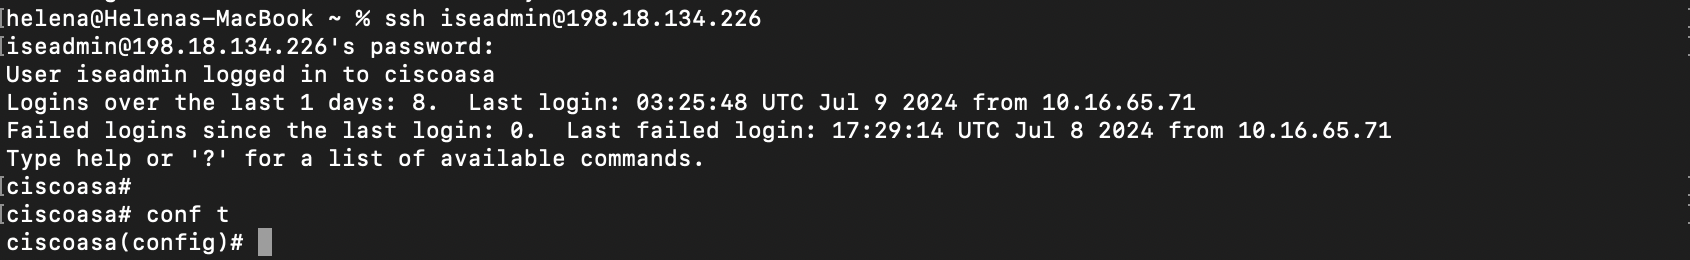 helena@Helenas-MacBook ~ % ssh iseadmin@198.18.134.226
iseadmin@198.18.134.226's password:
User iseadmin logged in to ciscoasa
Logins over the last 1 days: 8.  Last login: 03:25:48 UTC Jul 9 2024 from 10.16.65.71
Failed logins since the last login: 0.  Last failed login: 17:29:14 UTC Jul 8 2024 from 10.16.65.71
Type help or '?' for a list of available commands.
ciscoasa#
ciscoasa# conf t
ciscoasa(config)#